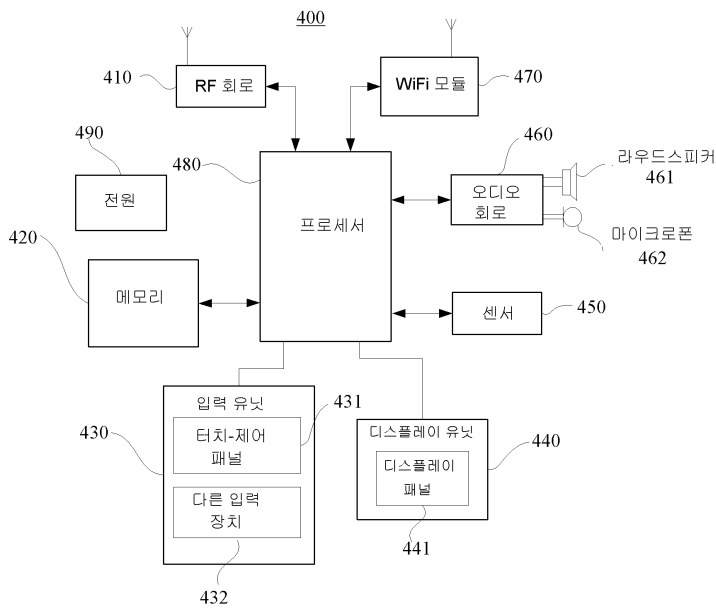 400
410
RF 회로
WiFi 모듈
470
490
전원
480
프로세서
460
오디오
회로
라우드스피커
461
마이크로폰
462
420
메모리
센서
450
입력 유닛
430
431
터치-제어
패널
다른 입력
장치
432
디스플레이 유닛
440
디스플레이
패널
441